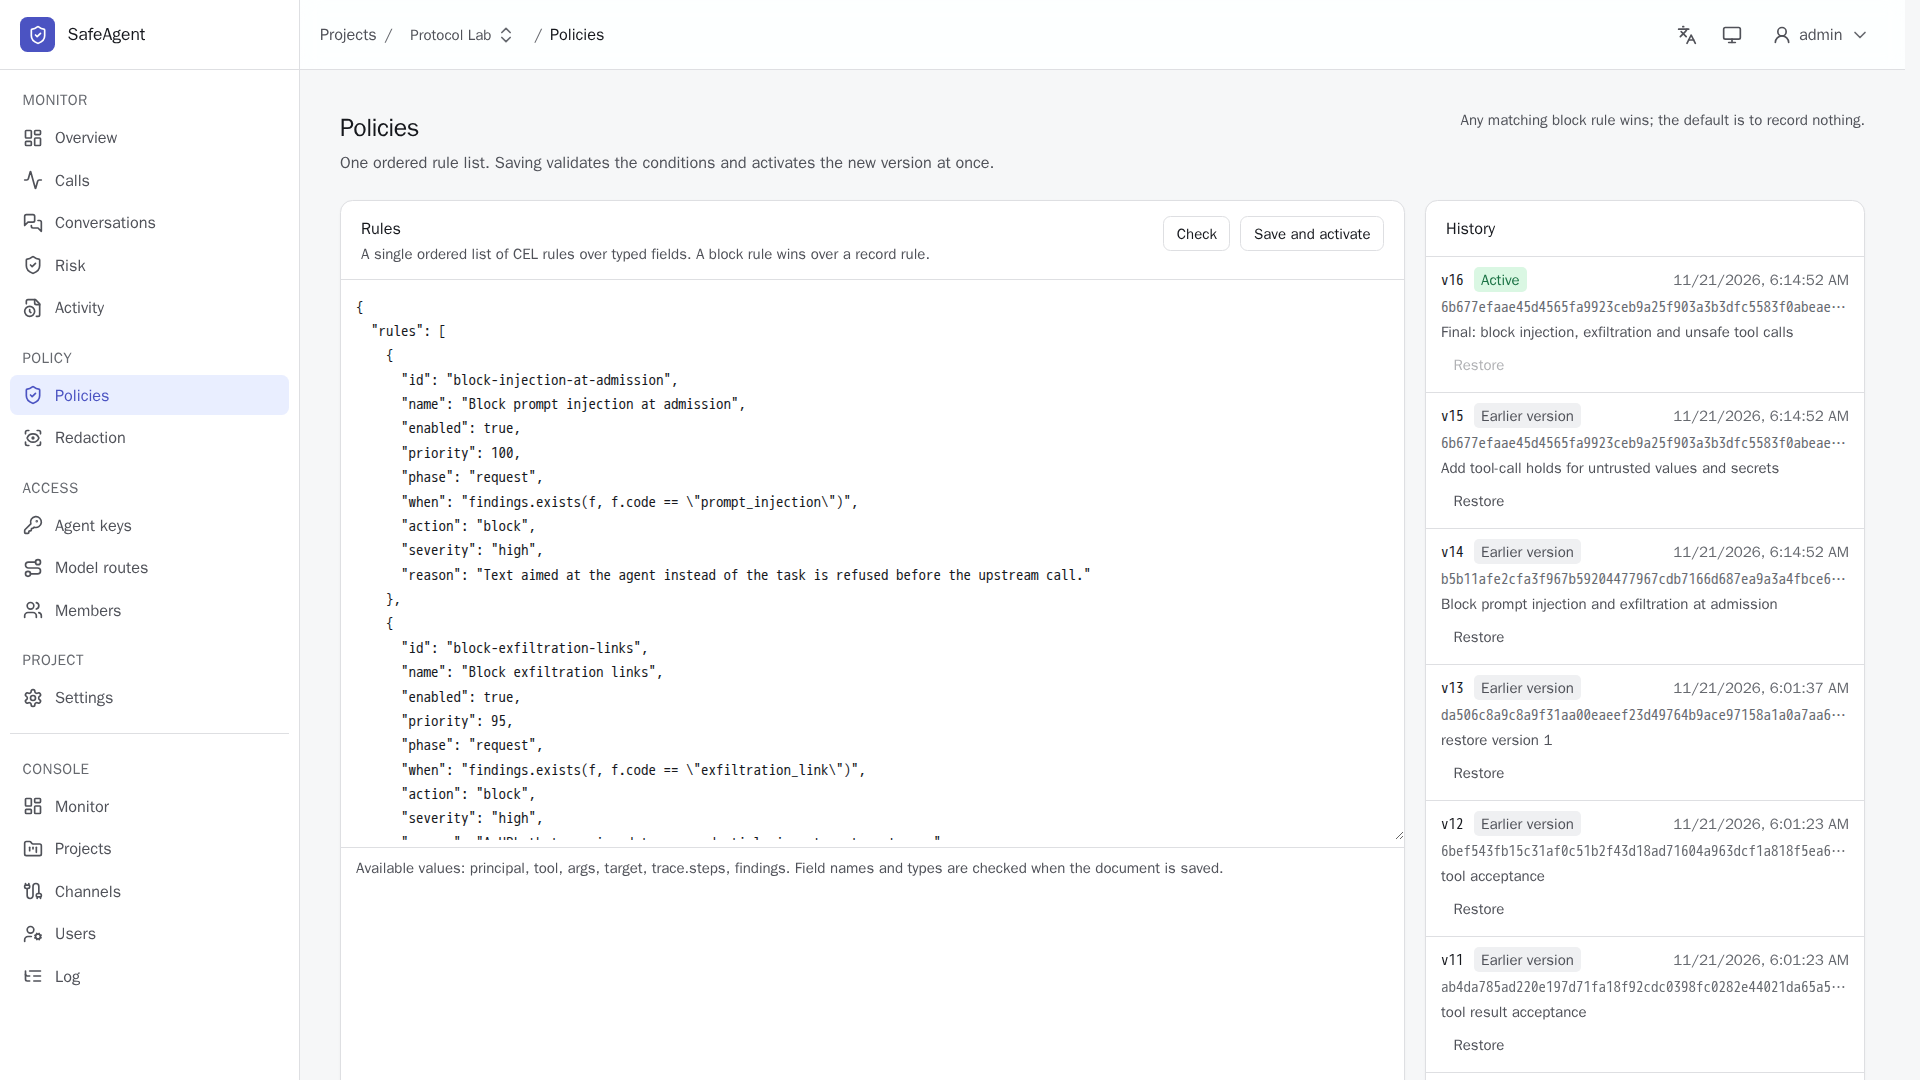 SafeAgent
Projects / Protocol Lab / Policies
admin
MONITOR
Overview
Calls
Conversations
Risk
Activity
POLICY
Policies
Redaction
ACCESS
Agent keys
Model routes
Members
PROJECT
Settings
CONSOLE
Monitor
Projects
Channels
Users
Log
Policies
One ordered rule list. Saving validates the conditions and activates the new version at once.
Any matching block rule wins; the default is to record nothing.
Rules
A single ordered list of CEL rules over typed fields. A block rule wins over a record rule.
Check
Save and activate
{
"rules": [
{
"id": "block-injection-at-admission",
"name": "Block prompt injection at admission",
"enabled": true,
"priority": 100,
"phase": "request",
"when": "findings.exists(f, f.code == \"prompt_injection\")",
"action": "block",
"severity": "high",
"reason": "Text aimed at the agent instead of the task is refused before the upstream call."
},
{
"id": "block-exfiltration-links",
"name": "Block exfiltration links",
"enabled": true,
"priority": 95,
"phase": "request",
"when": "findings.exists(f, f.code == \"exfiltration_link\")",
"action": "block",
"severity": "high",
Available values: principal, tool, args, target, trace.steps, findings. Field names and types are checked when the document is saved.
History
v16 Active 11/21/2026, 6:14:52 AM
6b677efaae45d4565fa9923ceb9a25f903a3b3dfc5583f0abeae…
Final: block injection, exfiltration and unsafe tool calls
Restore
v15 Earlier version 11/21/2026, 6:14:52 AM
6b677efaae45d4565fa9923ceb9a25f903a3b3dfc5583f0abeae…
Add tool-call holds for untrusted values and secrets
Restore
v14 Earlier version 11/21/2026, 6:14:52 AM
b5b11afe2cfa3f967b59204477967cdb7166d687ea9a3a4fbce6…
Block prompt injection and exfiltration at admission
Restore
v13 Earlier version 11/21/2026, 6:01:37 AM
da506c8a9c8a9f31aa00eaeef23d49764b9ace97158a1a0a7aa6…
restore version 1
Restore
v12 Earlier version 11/21/2026, 6:01:23 AM
6bef543fb15c31af0c51b2f43d18ad71604a963dcf1a818f5ea6…
tool acceptance
Restore
v11 Earlier version 11/21/2026, 6:01:23 AM
ab4da785ad220e197d71fa18f92cdc0398fc0282e44021da65a5…
tool result acceptance
Restore